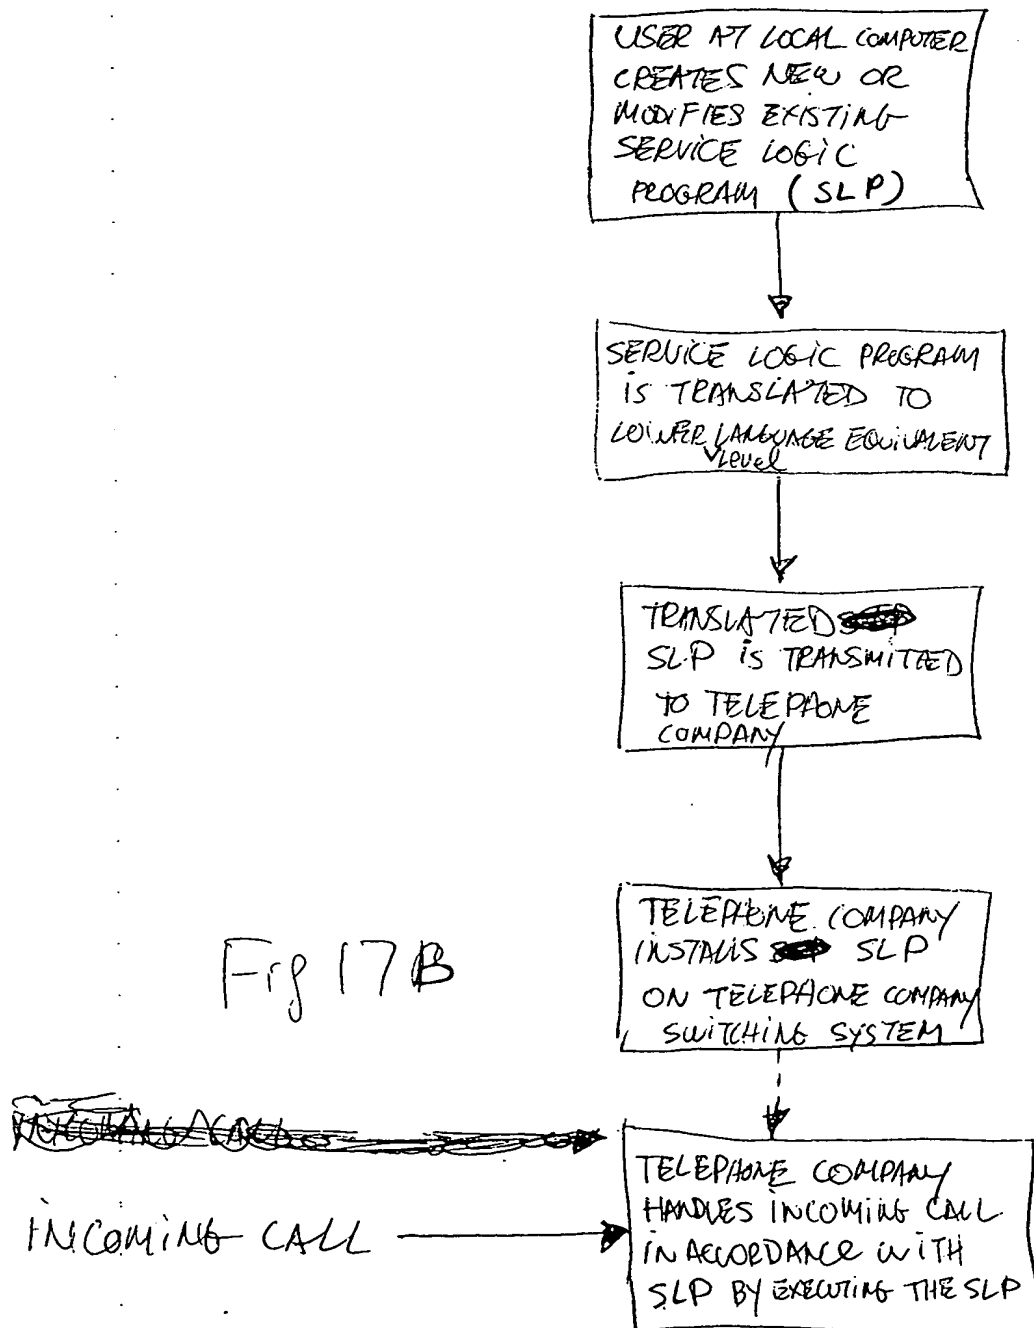 USER AT LOCAL COMPUTER
CREATES NEW OR
MODIFIES EXISTING
SERVICE LOGIC
PROGRAM (SLP)
SERVICE LOGIC PROGRAM
IS TRANSLATED TO
LOWER LANGUAGE EQUIVALENT
Level
TRANSLATED
SLP IS TRANSMITTED
TO TELEPHONE
COMPANY
TELEPHONE COMPANY
INSTALLS SLP
ON TELEPHONE COMPANY
SWITCHING SYSTEM
Fig 17B
TELEPHONE COMPANY
HANDLES INCOMING CALL
IN ACCORDANCE WITH
SLP BY EXECUTING THE SLP
INCOMING CALL